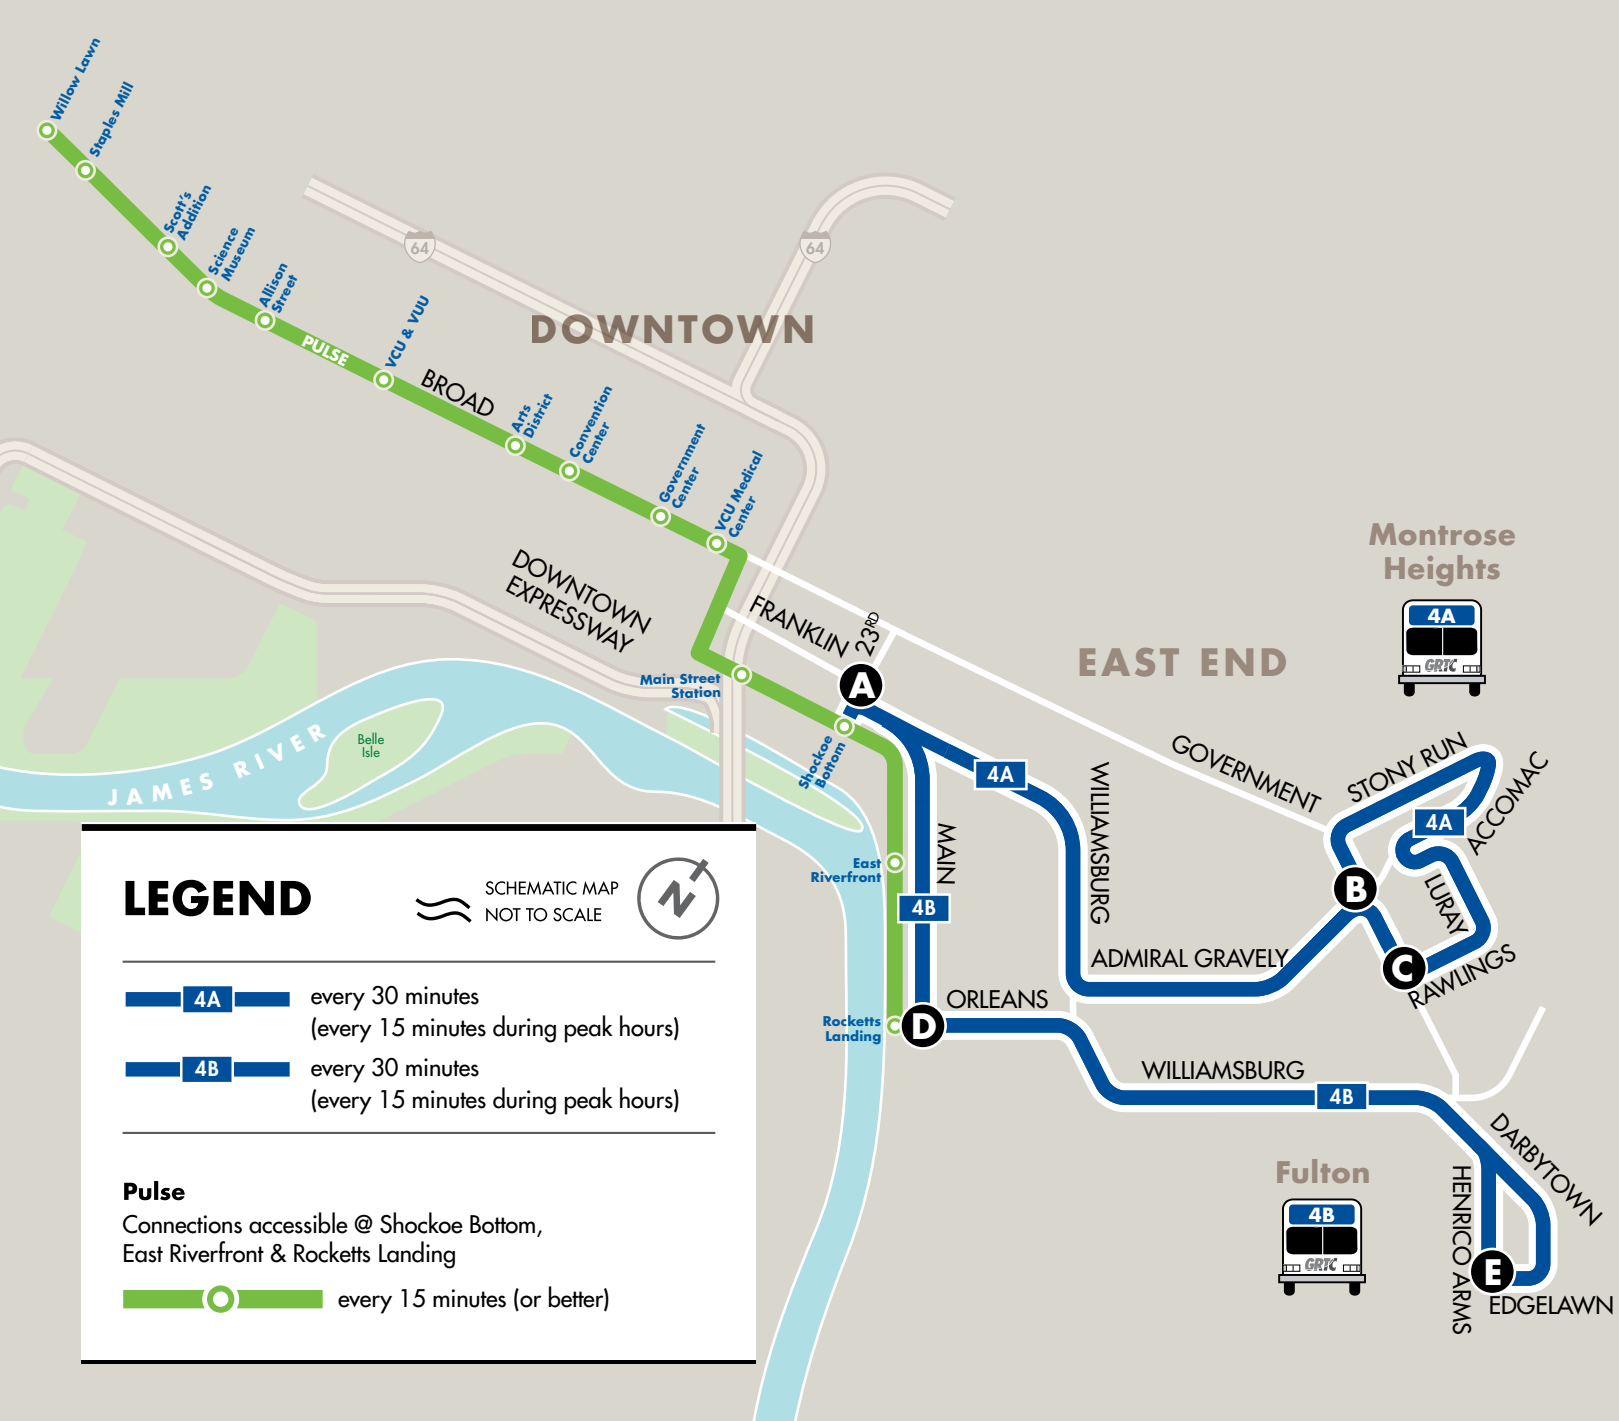 Willow Lawn
Staples Mill
Scott's
Addition
Science
Museum
Allison
Street
PULSE
VCU & VUU
BROAD
Arts
District
Convention
Center
Government
Center
VCU Medical
Center
64
64
DOWNTOWN
DOWNTOWN
EXPRESSWAY
FRANKLIN
23RD
A
Main Street
Station
Shockoe
Bottom
JAMES RIVER
Belle
Isle
EAST END
Montrose
Heights
4A
GRTC
GOVERNMENT
STONY RUN
ACCOMAC
4A
4A
WILLIAMSBURG
MAIN
East
Riverfront
4B
B
LURAY
C
RAWLINGS
ADMIRAL GRAVELY
ORLEANS
Rocketts
Landing
D
WILLIAMSBURG
4B
DARBYTOWN
HENRICO ARMS
E
EDGELAWN
Fulton
4B
GRTC
LEGEND
SCHEMATIC MAP
NOT TO SCALE
N
4A
every 30 minutes
(every 15 minutes during peak hours)
4B
every 30 minutes
(every 15 minutes during peak hours)
Pulse
Connections accessible @ Shockoe Bottom,
East Riverfront & Rocketts Landing
every 15 minutes (or better)